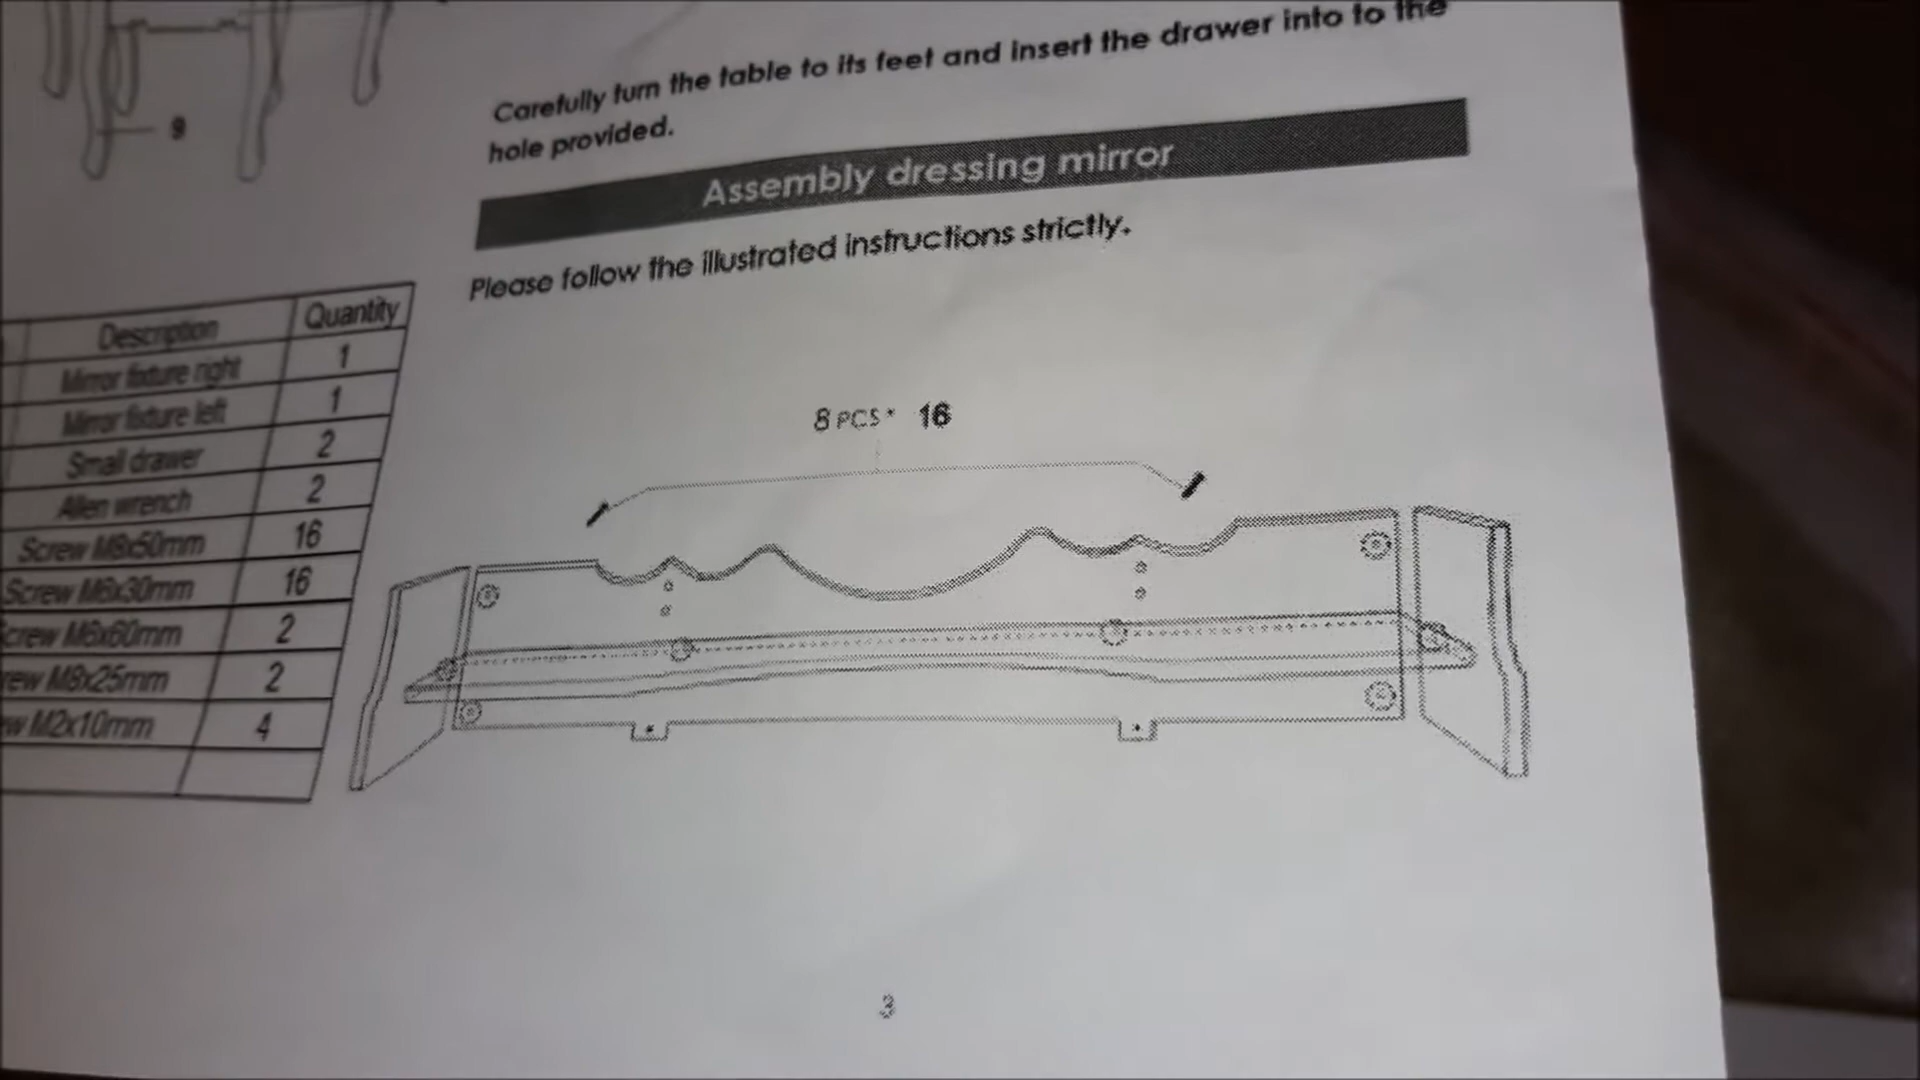 9
Description Quantity
Mirror fixture right 1
Mirror fixture left 1
Small drawer 2
Allen wrench 2
Screw M8x50mm 16
Screw M6x30mm 16
crew M6x60mm 2
rew M8x25mm 2
ew M2x10mm 4
Carefully turn the table to its feet and insert the drawer into to the
hole provided.
Assembly dressing mirror
Please follow the illustrated instructions strictly.
8 PCS* 16
3